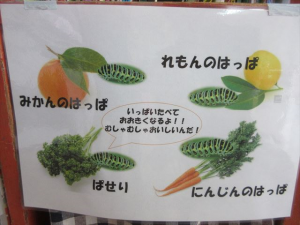 れもんのはっぱ
みかんのはっぱ
いっぱいたべて
おおきくなるよ!!
むしゃむしゃおいしいんだ!
ぱせり
にんじんのはっぱ